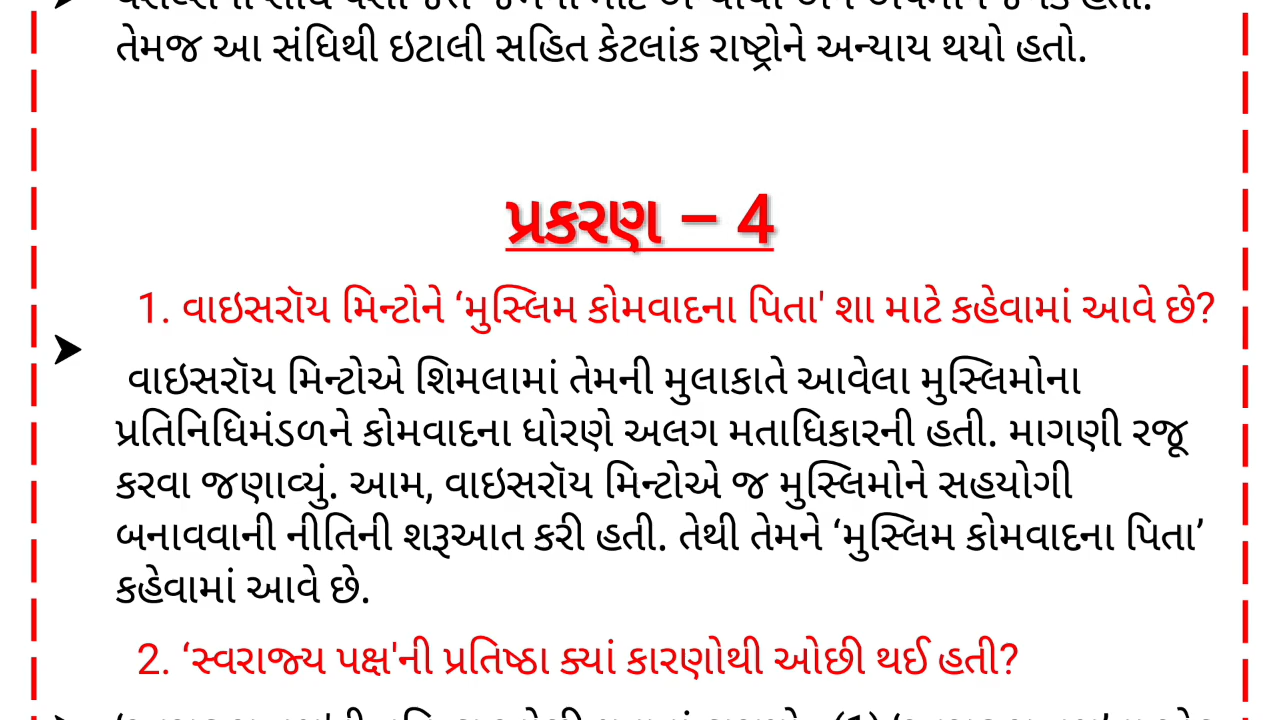 તેમજ આ સંધિથી ઇટાલી સહિત કેટલાંક રાષ્ટ્રોને અન્યાય થયો હતો.
પ્રકરણ – 4
1. વાઇસરૉય મિન્ટોને ‘મુસ્લિમ કોમવાદના પિતા' શા માટે કહેવામાં આવે છે?
વાઇસરૉય મિન્ટોએ શિમલામાં તેમની મુલાકાતે આવેલા મુસ્લિમોના
પ્રતિનિધિમંડળને કોમવાદના ધોરણે અલગ મતાધિકારની હતી. માગણી રજૂ
કરવા જણાવ્યું. આમ, વાઇસરૉય મિન્ટોએ જ મુસ્લિમોને સહયોગી
બનાવવાની નીતિની શરૂઆત કરી હતી. તેથી તેમને ‘મુસ્લિમ કોમવાદના પિતા’
કહેવામાં આવે છે.
2. ‘સ્વરાજ્ય પક્ષ'ની પ્રતિષ્ઠા ક્યાં કારણોથી ઓછી થઈ હતી?